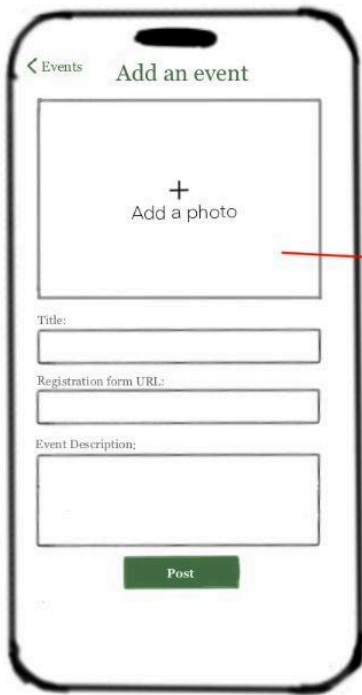 Events
Add an event
+
Add a photo
Title:
Registration form URL:
Event Description:
Post